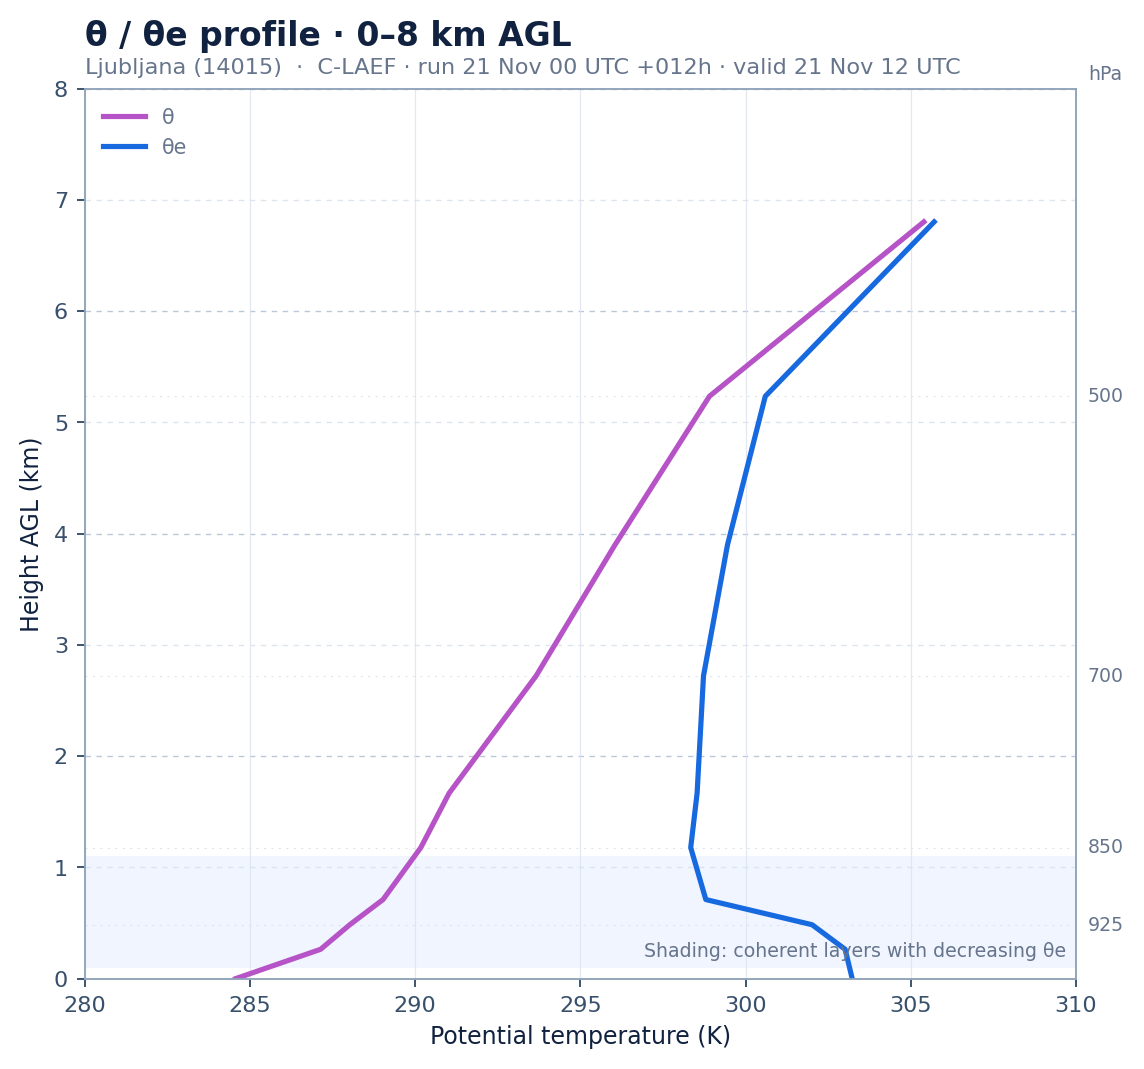 θ / θe profile · 0–8 km AGL
Ljubljana (14015) · C-LAEF · run 21 Nov 00 UTC +012h · valid 21 Nov 12 UTC
hPa
θ
θe
8
7
6
5
4
3
2
1
0
Height AGL (km)
500
700
850
925
Shading: coherent layers with decreasing θe
280 285 290 295 300 305 310
Potential temperature (K)